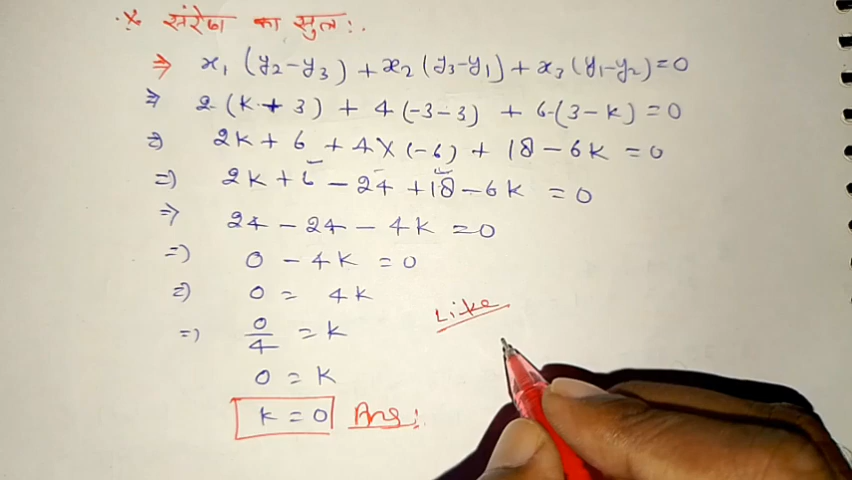 * संरेख का सुत्र:.
⇒ x₁ (y₂-y₃) + x₂ (y₃-y₁) + x₃ (y₁-y₂) = 0
⇒ 2 (k + 3) + 4 (-3-3) + 6 (3-k) = 0
⇒ 2k + 6 + 4 × (-6) + 18 - 6k = 0
⇒ 2k + 6 - 24 + 18 - 6k = 0
⇒ 24 - 24 - 4k = 0
⇒ 0 - 4k = 0
⇒ 0 = 4k
⇒ 0/4 = k
Like
0 = k
k = 0 Ans: